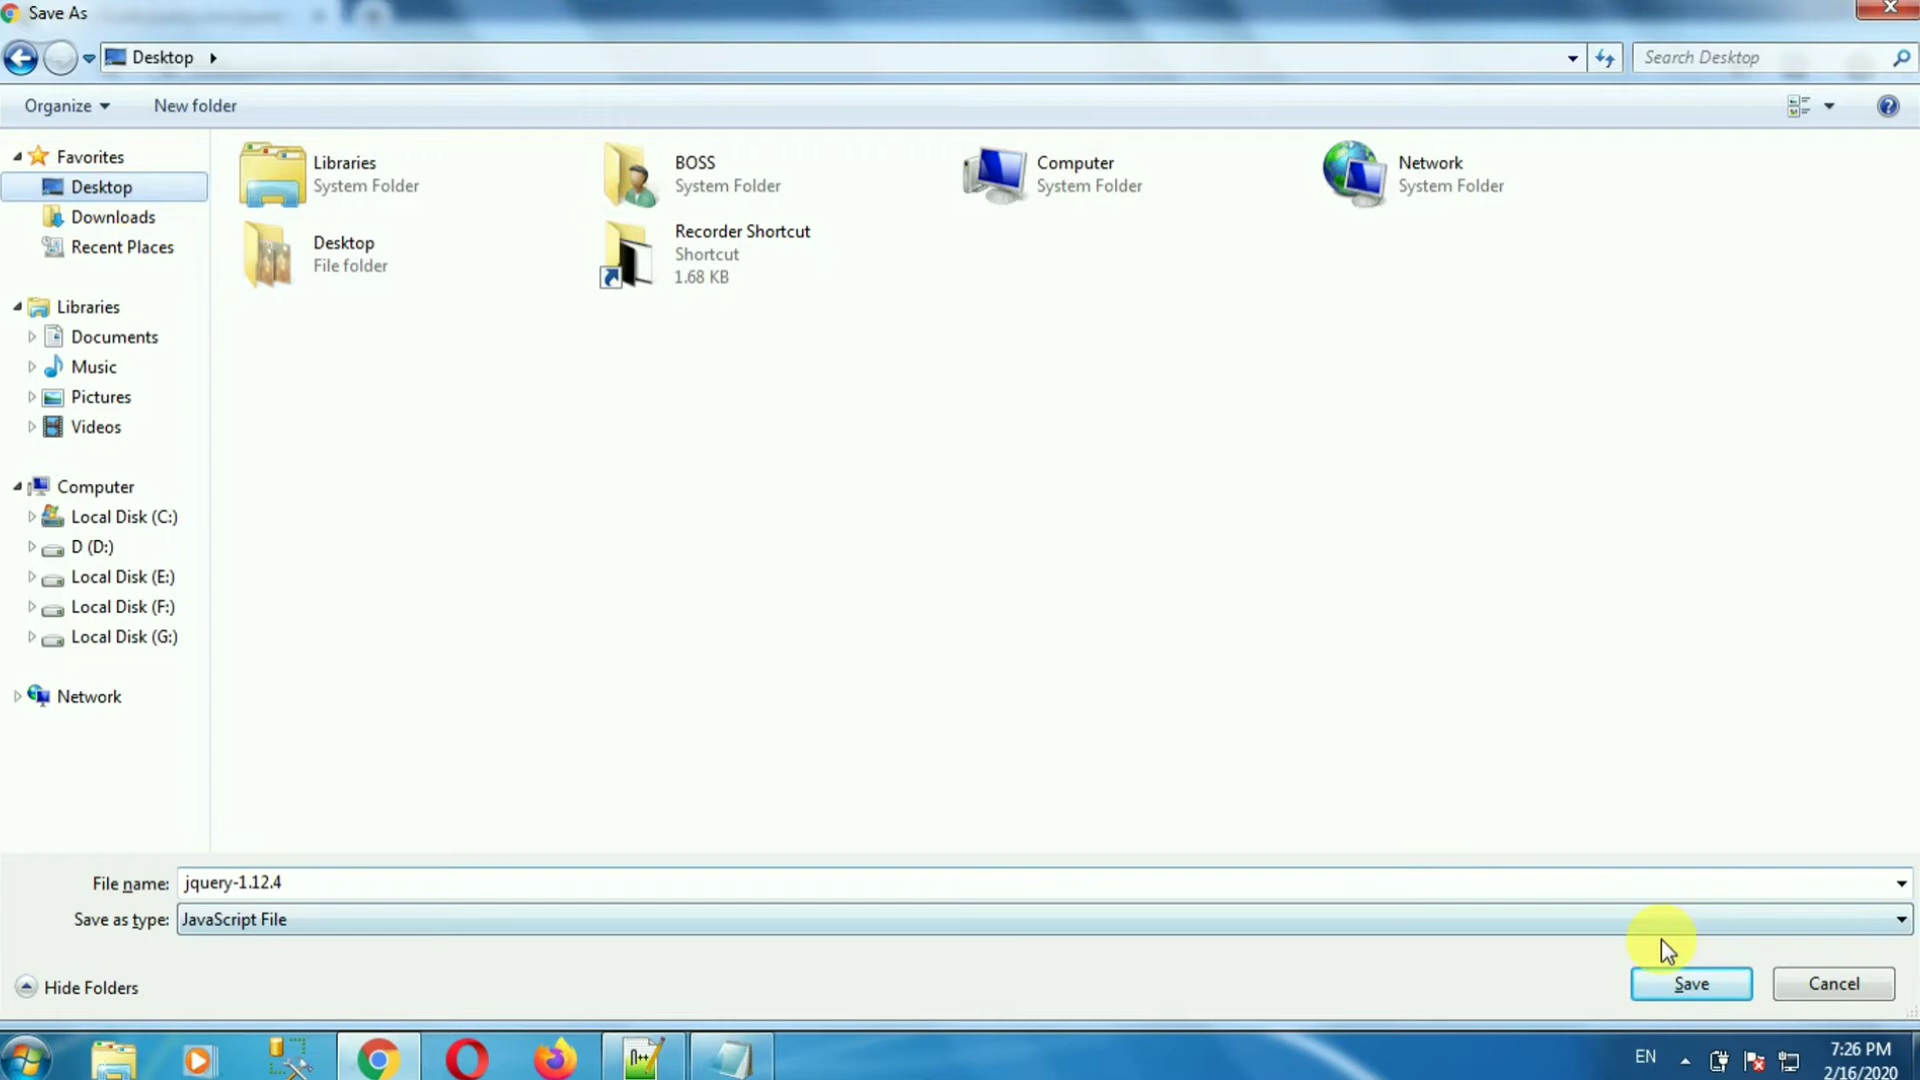 Save As
Desktop
Search Desktop
Organize
New folder
Favorites
Desktop
Downloads
Recent Places
Libraries
Documents
Music
Pictures
Videos
Computer
Local Disk (C:)
D (D:)
Local Disk (E:)
Local Disk (F:)
Local Disk (G:)
Network
Libraries
System Folder
BOSS
System Folder
Computer
System Folder
Network
System Folder
Desktop
File folder
Recorder Shortcut
Shortcut
1.68 KB
File name: jquery-1.12.4
Save as type: JavaScript File
Hide Folders
Save
Cancel
EN
7:26 PM
2/16/2020